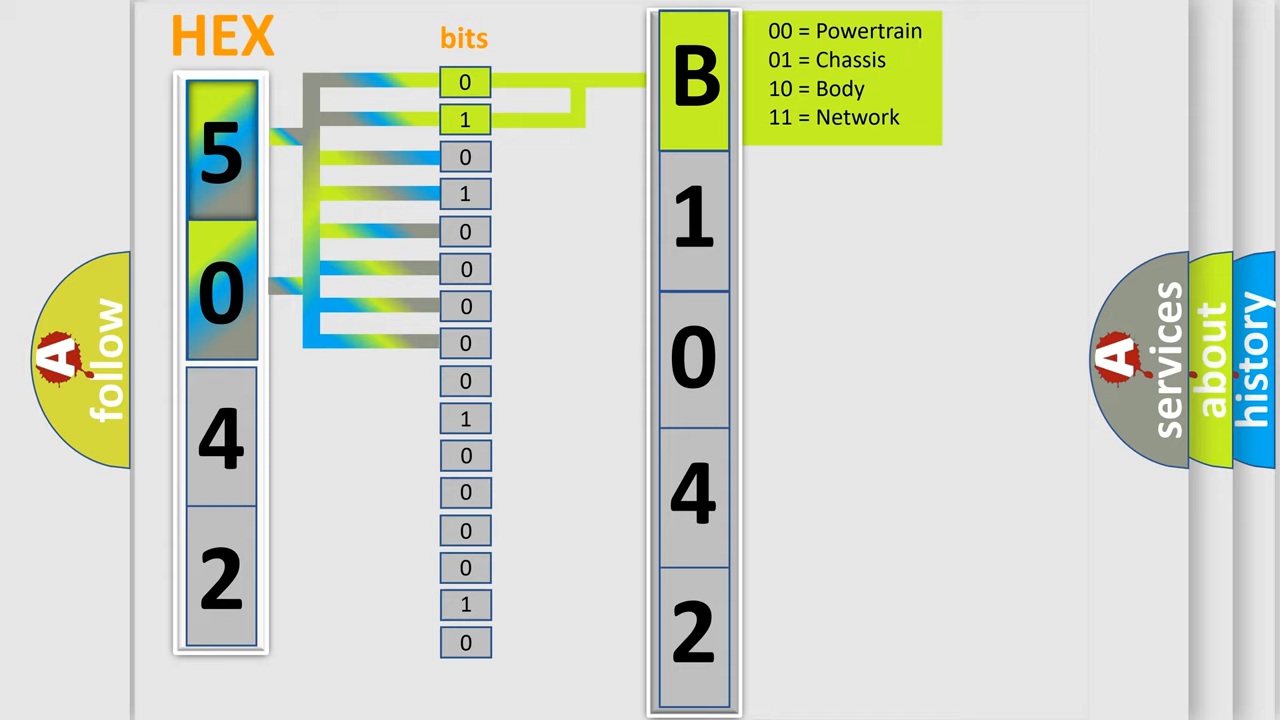 HEX
bits
5
0
4
2
0
1
0
1
0
0
0
0
0
1
0
0
0
0
1
0
B
1
0
4
2
00 = Powertrain
01 = Chassis
10 = Body
11 = Network
A
follow
A
services
about
history